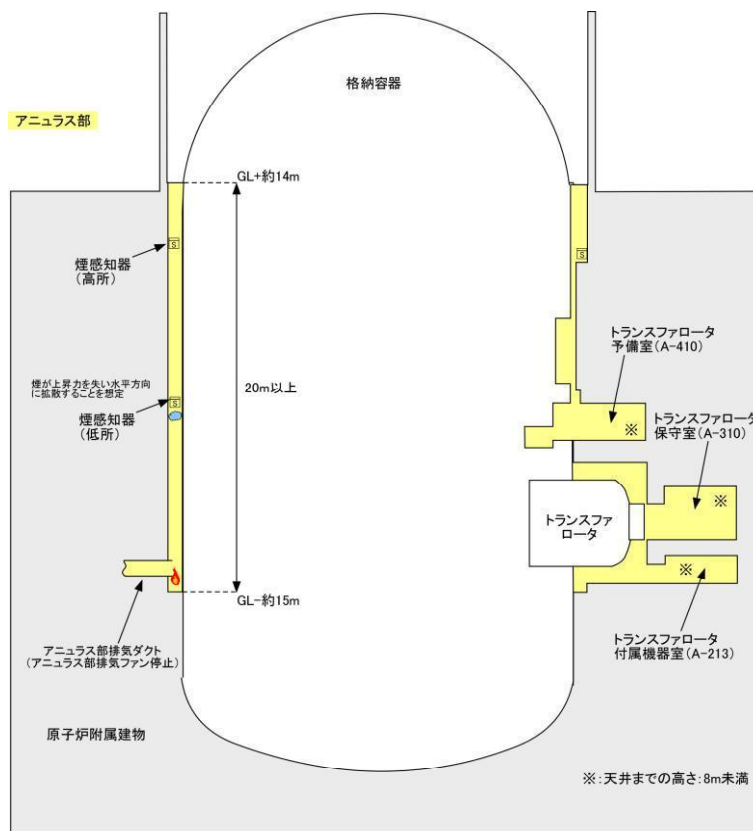 格納容器
アニュラス部
GL+約14m
煙感知器
(高所)
S
S
トランスファロータ
予備室(A-410)
煙が上昇力を失い水平方向
に拡散することを想定
S
煙感知器
(低所)
20m以上
※
トランスファロータ
保守室(A-310)
※
トランスファ
ロータ
※
GL-約15m
アニュラス部排気ダクト
(アニュラス部排気ファン停止)
トランスファロータ
付属機器室(A-213)
原子炉附属建物
※:天井までの高さ:8m未満